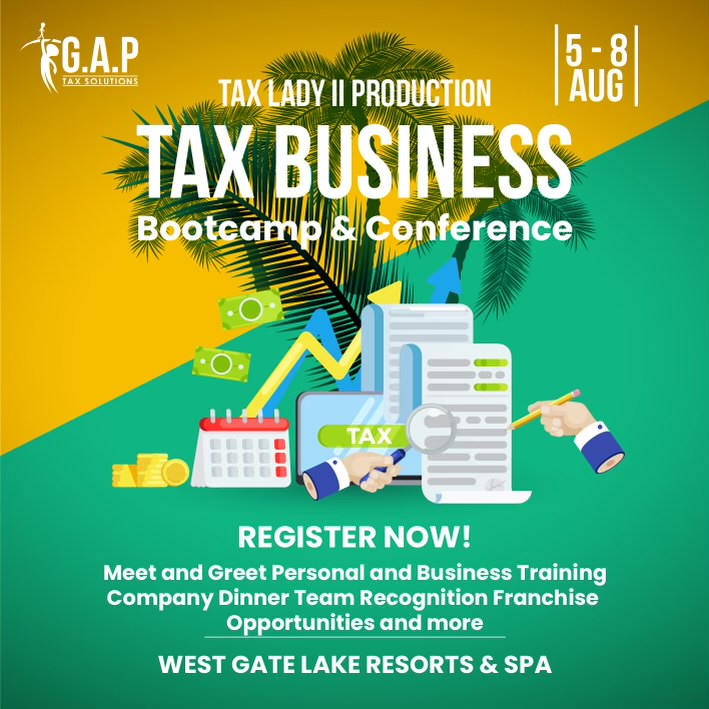 G.A.P
TAX SOLUTIONS
5 - 8
AUG
TAX LADY II PRODUCTION
TAX BUSINESS
Bootcamp & Conference
TAX
REGISTER NOW!
Meet and Greet Personal and Business Training
Company Dinner Team Recognition Franchise
Opportunities and more
WEST GATE LAKE RESORTS & SPA